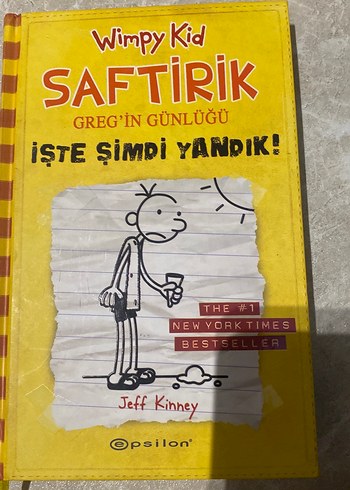 Wimpy Kid
SAFTİRİK
GREG'İN GÜNLÜĞÜ
İŞTE ŞİMDİ YANDIK!
THE #1
NEW YORK TIMES
BESTSELLER
Jeff Kinney
epsilon